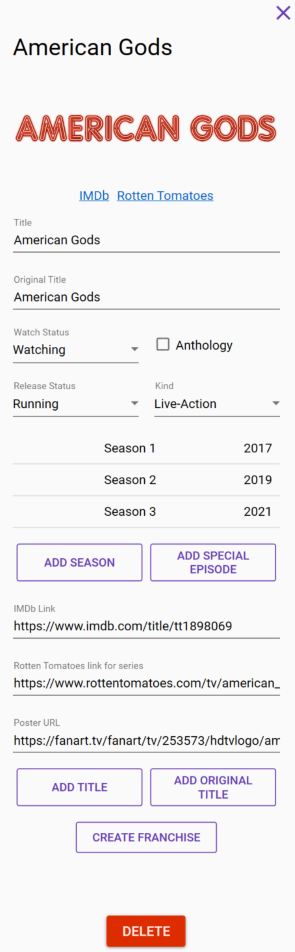 American Gods
AMERICAN GODS
IMDb Rotten Tomatoes
Title
American Gods
Original Title
American Gods
Watch Status
Watching
Anthology
Release Status
Kind
Running
Live-Action
Season 1 2017
Season 2 2019
Season 3 2021
ADD SEASON
ADD SPECIAL
EPISODE
IMDb Link
https://www.imdb.com/title/tt1898069
Rotten Tomatoes link for series
https://www.rottentomatoes.com/tv/american_
Poster URL
https://fanart.tv/fanart/tv/253573/hdtvlogo/am
ADD TITLE
ADD ORIGINAL
TITLE
CREATE FRANCHISE
DELETE